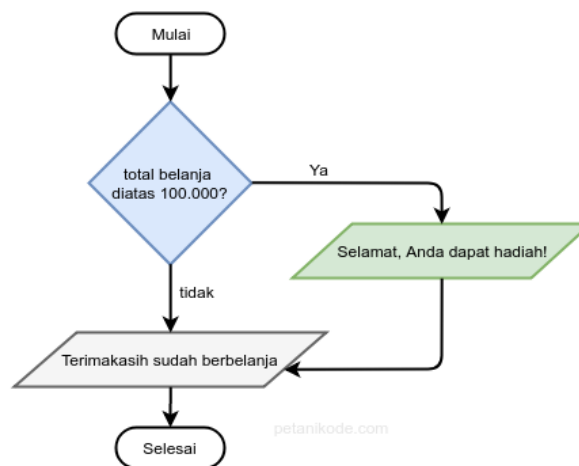 Mulai
total belanja
diatas 100.000?
Ya
Selamat, Anda dapat hadiah!
tidak
Terimakasih sudah berbelanja
petanikode.com
Selesai